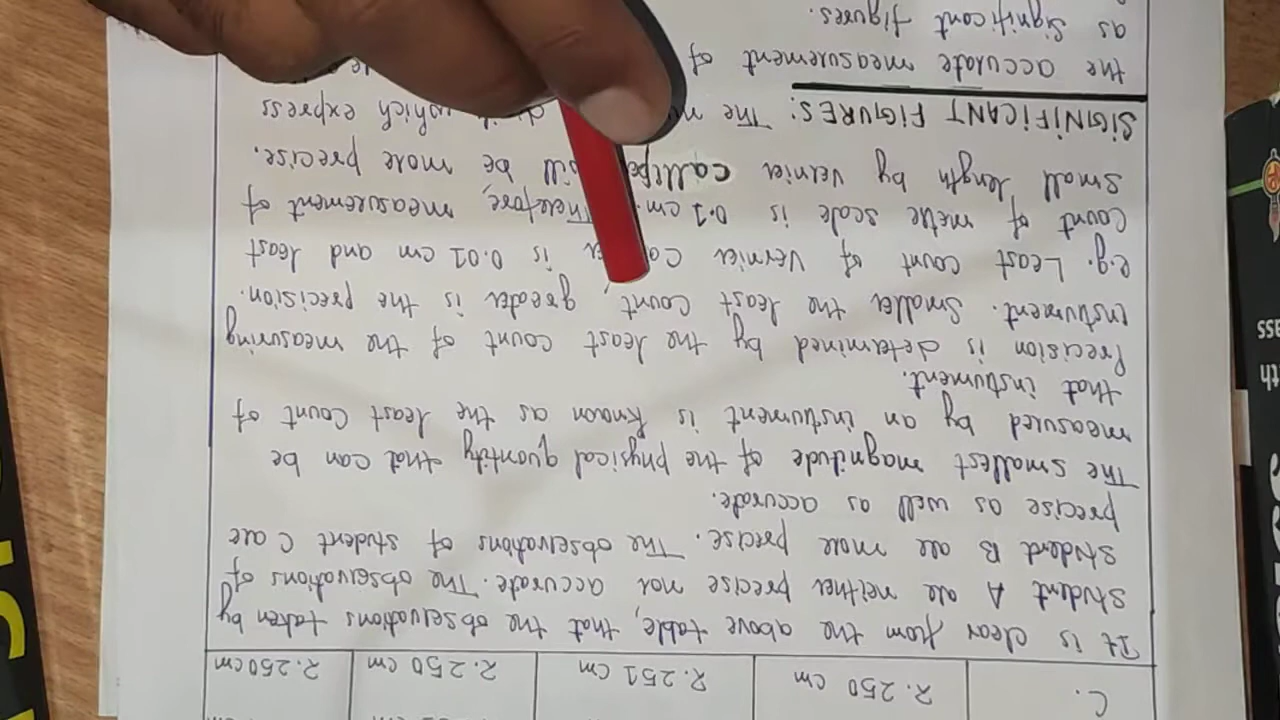 C. 2.250 cm 2.251 cm 2.250 cm 2.250cm
It is clear from the above table, that the observations taken by
Student A are neither precise nor accurate. The observations of
Student B are more precise. The observations of student C are
precise as well as accurate.
The smallest magnitude of the physical quantity that can be
measured by an instrument is known as the least count of
that instrument.
Precision is determined by the least count of the measuring
instrument. Smaller the least count, greater is the precision.
e.g. Least count of Vernier is 0.01 cm and least
count of metre scale is 0.1 cm. Therefore, measurement of
small length by vernier will be more precise.
SIGNIFICANT FIGURES: The which express
the accurate measurement of
as significant figures.